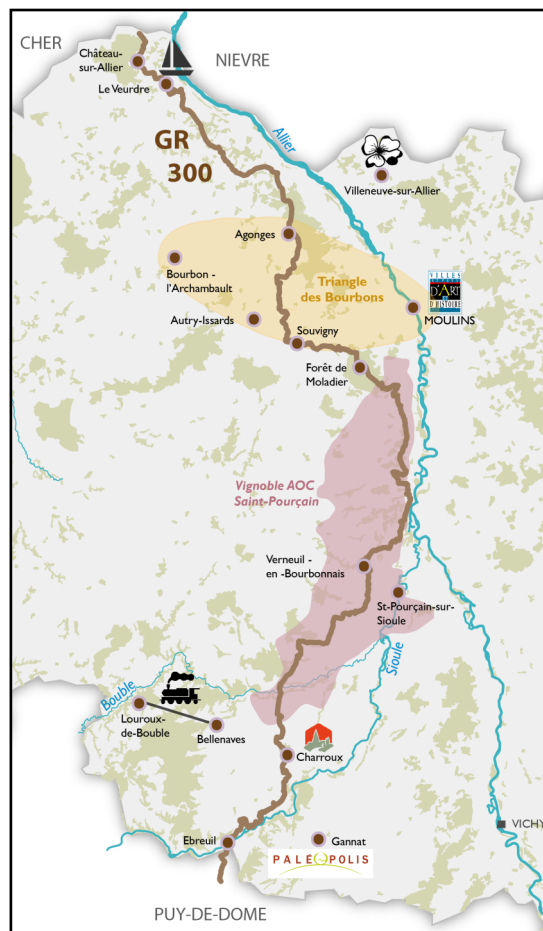 CHER
NIEVRE
Château-
sur-Allier
Le Veurdre
Allier
GR
300
Villeneuve-sur-Allier
Agonges
Bourbon -
l'Archambault
Triangle
des Bourbons
VILLES
D'ART
D'HISTOIRE
MOULINS
Autry-Issards
Souvigny
Forêt de
Moladier
Vignoble AOC
Saint-Pourçain
Verneuil -
en -Bourbonnais
St-Pourçain-sur-
Sioule
Sioule
Bouble
Louroux-
de-Bouble
Bellenaves
Charroux
VICHY
Ebreuil
Gannat
PALÉOPOLIS
PUY-DE-DOME